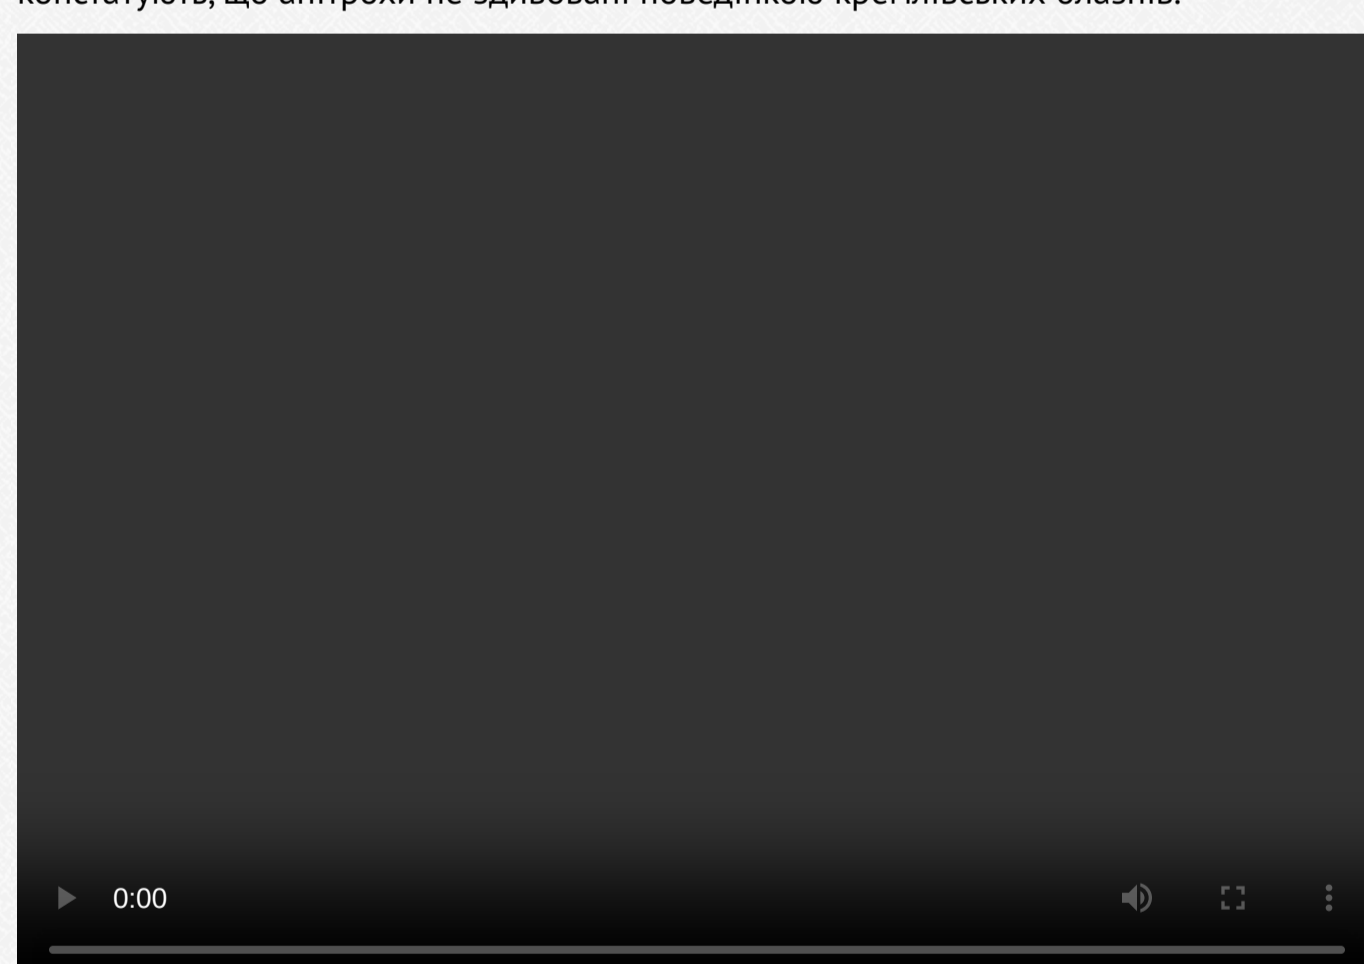 констатують, що анітрохи не здивовані поведінкою кремлівських блазнів.
0:00